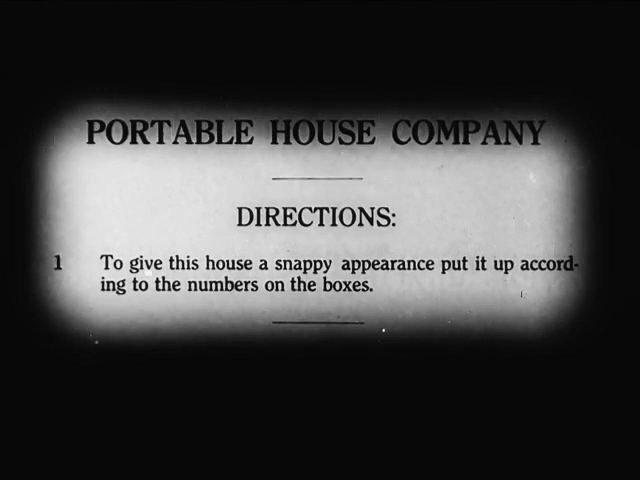 PORTABLE HOUSE COMPANY
DIRECTIONS:
1 To give this house a snappy appearance put it up accord-
ing to the numbers on the boxes.